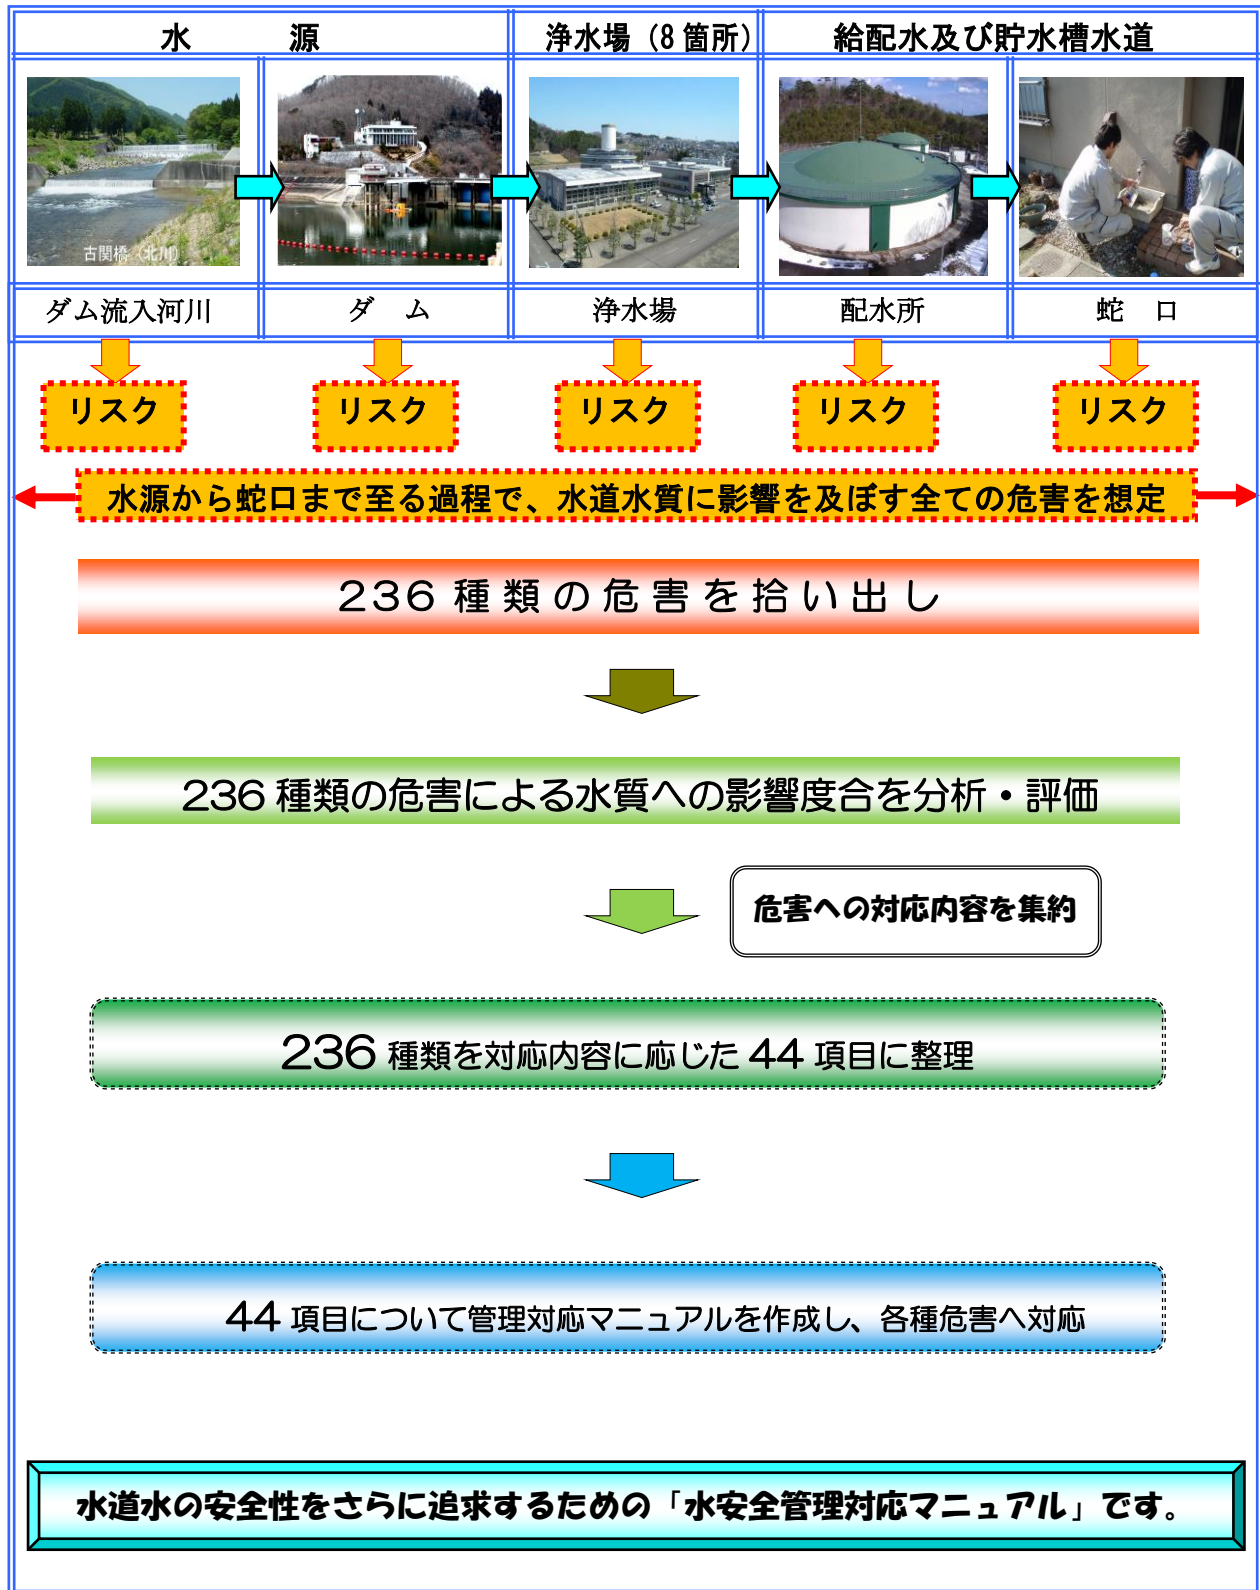 水　源
浄水場（8箇所）
給配水及び貯水槽水道
古関橋（北川）
ダム流入河川
ダ　ム
浄水場
配水所
蛇　口
リスク
リスク
リスク
リスク
リスク
水源から蛇口まで至る過程で、水道水質に影響を及ぼす全ての危害を想定
236種類の危害を拾い出し
236種類の危害による水質への影響度合を分析・評価
危害への対応内容を集約
236種類を対応内容に応じた44項目に整理
44項目について管理対応マニュアルを作成し、各種危害へ対応
水道水の安全性をさらに追求するための「水安全管理対応マニュアル」です。